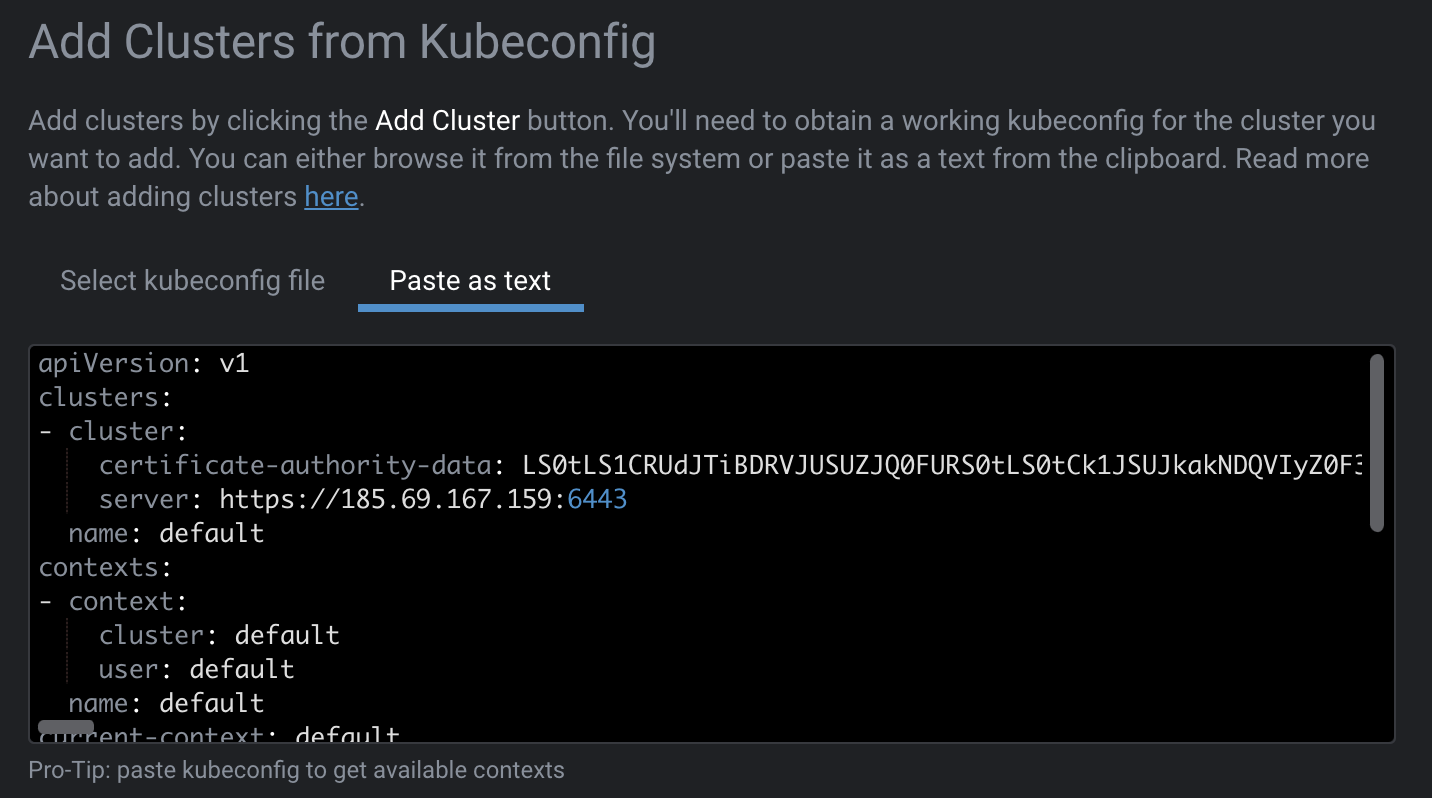 Add Clusters from Kubeconfig
Add clusters by clicking the Add Cluster button. You'll need to obtain a working kubeconfig for the cluster you
want to add. You can either browse it from the file system or paste it as a text from the clipboard. Read more
about adding clusters here.
Select kubeconfig file Paste as text
apiVersion: v1
clusters:
- cluster:
certificate-authority-data: LS0tLS1CRUdJTiBDRVJUSUZJQ0FURS0tLS0tCk1JSUJkakNDQVIyZ0F3
server: https://185.69.167.159:6443
name: default
contexts:
- context:
cluster: default
user: default
name: default
current-context: default
Pro-Tip: paste kubeconfig to get available contexts